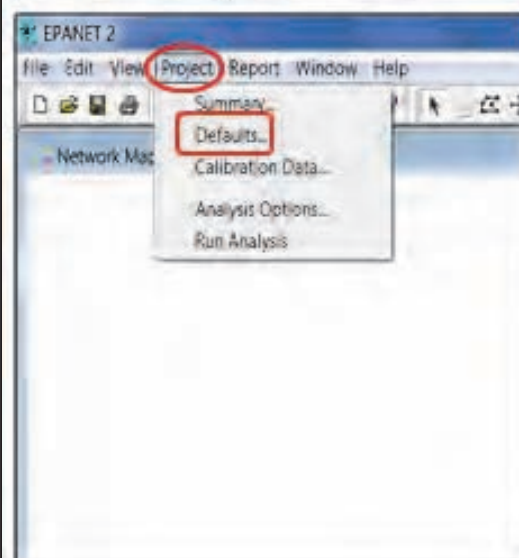 EPANET 2
File Edit View Project Report Window Help
Summary...
Defaults...
Network Map
Calibration Data...
Analysis Options...
Run Analysis